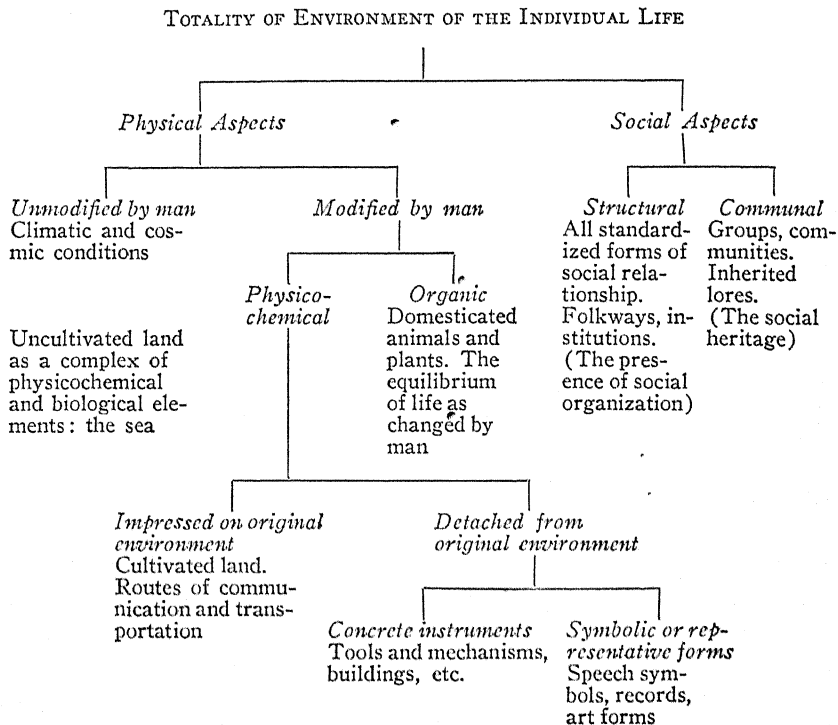 TOTALITY OF ENVIRONMENT OF THE INDIVIDUAL LIFE
Physical Aspects
Social Aspects
Unmodified by man
Climatic and cos-
mic conditions
Uncultivated land
as a complex of
physicochemical
and biological ele-
ments: the sea
Modified by man
Physico-
chemical
Organic
Domesticated
animals and
plants. The
equilibrium
of life as
changed by
man
Structural
All standard-
ized forms of
social rela-
tionship.
Folkways, in-
stitutions.
(The pres-
ence of social
organization)
Communal
Groups, com-
munities.
Inherited
lores.
(The social
heritage)
Impressed on original
environment
Cultivated land.
Routes of commu-
nication and trans-
portation
Detached from
original environment
Concrete instruments
Tools and mechanisms,
buildings, etc.
Symbolic or rep-
resentative forms
Speech sym-
bols, records,
art forms